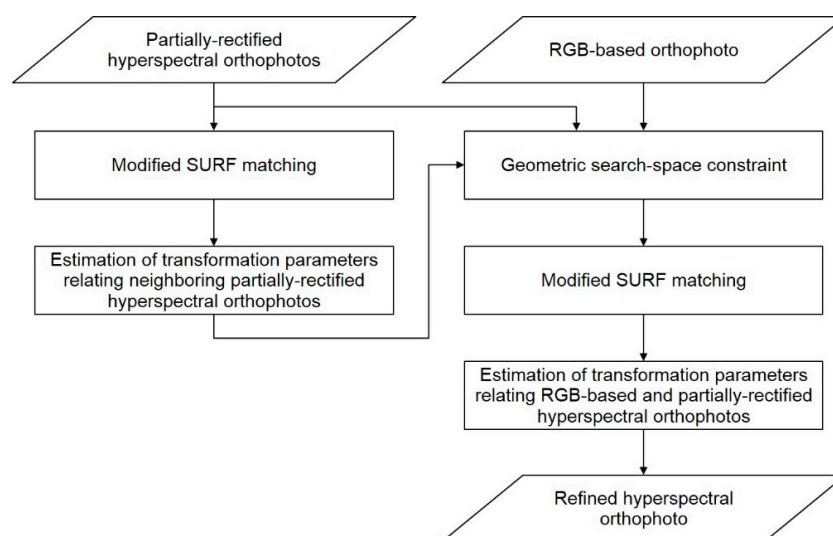 Partially-rectified
hyperspectral orthophotos
RGB-based orthophoto
Modified SURF matching
Geometric search-space constraint
Estimation of transformation parameters
relating neighboring partially-rectified
hyperspectral orthophotos
Modified SURF matching
Estimation of transformation parameters
relating RGB-based and partially-rectified
hyperspectral orthophotos
Refined hyperspectral
orthophoto